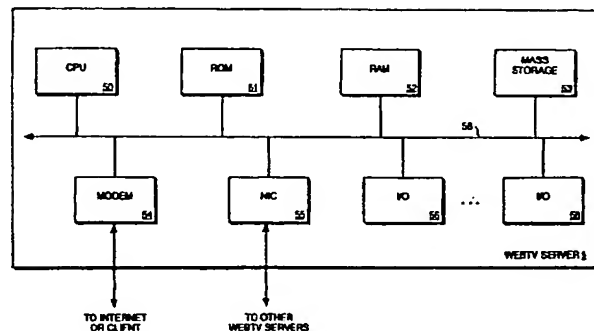 CPU
50
ROM
51
RAM
52
MASS
STORAGE
53
58
MODEM
54
NIC
55
I/O
56
I/O
WEBTV SERVER 5
TO INTERNET
OR CLIENT
TO OTHER
WEBTV SERVERS